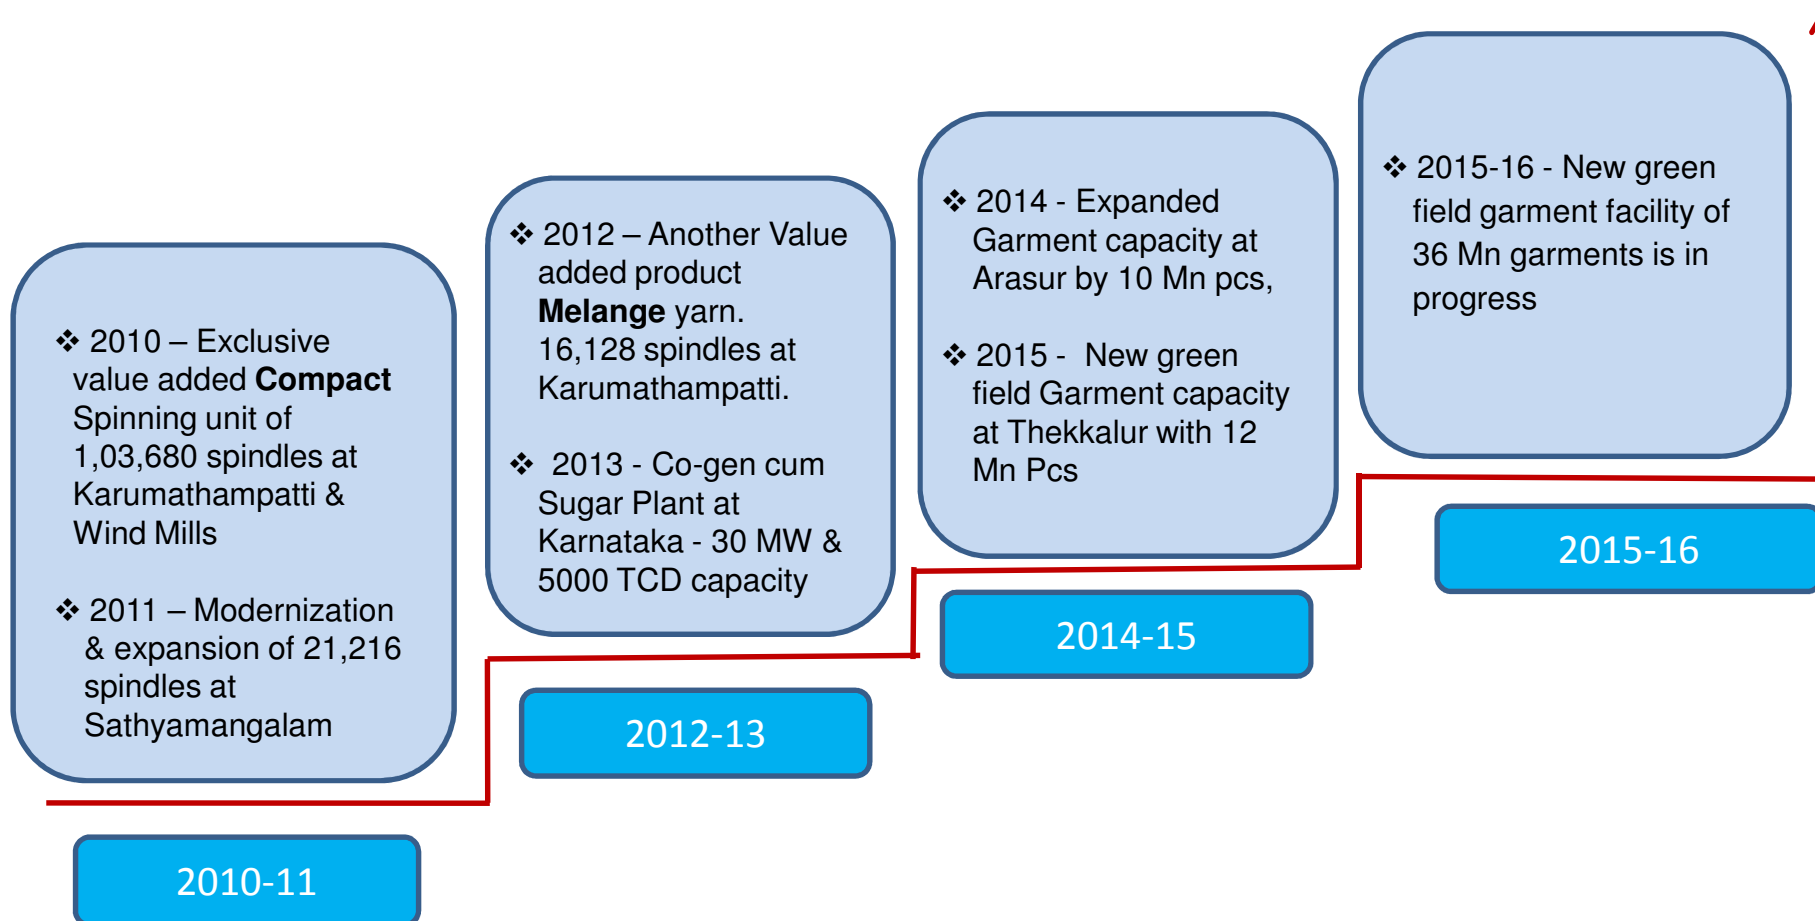 ❖ 2010 – Exclusive
value added Compact
Spinning unit of
1,03,680 spindles at
Karumathampatti &
Wind Mills
❖ 2011 – Modernization
& expansion of 21,216
spindles at
Sathyamangalam
2010-11
❖ 2012 – Another Value
added product
Melange yarn.
16,128 spindles at
Karumathampatti.
❖ 2013 - Co-gen cum
Sugar Plant at
Karnataka - 30 MW &
5000 TCD capacity
2012-13
❖ 2014 - Expanded
Garment capacity at
Arasur by 10 Mn pcs,
❖ 2015 - New green
field Garment capacity
at Thekkalur with 12
Mn Pcs
2014-15
❖ 2015-16 - New green
field garment facility of
36 Mn garments is in
progress
2015-16